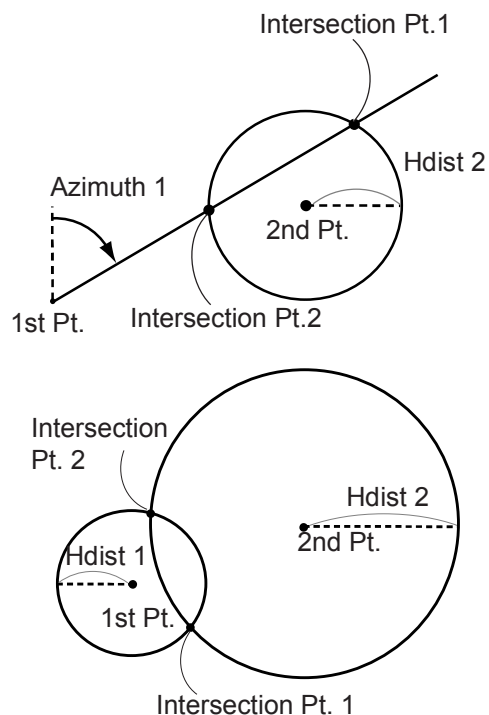 Intersection Pt.1
Hdist 2
Azimuth 1
2nd Pt.
1st Pt.
Intersection Pt.2
Intersection
Pt. 2
Hdist 2
2nd Pt.
Hdist 1
1st Pt.
Intersection Pt. 1